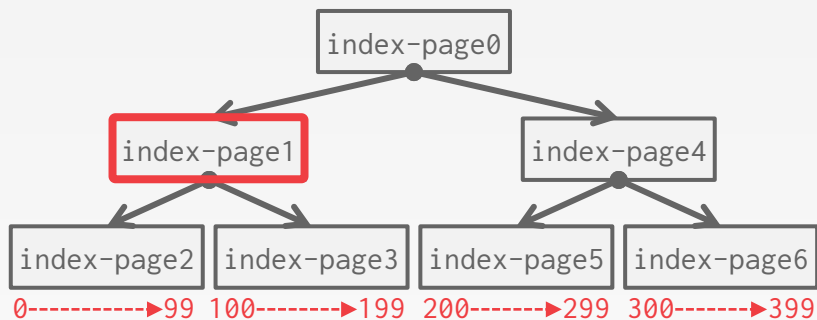 index-page0
index-page1 index-page4
index-page2 index-page3 index-page5 index-page6
0 99 100 199 200 299 300 399